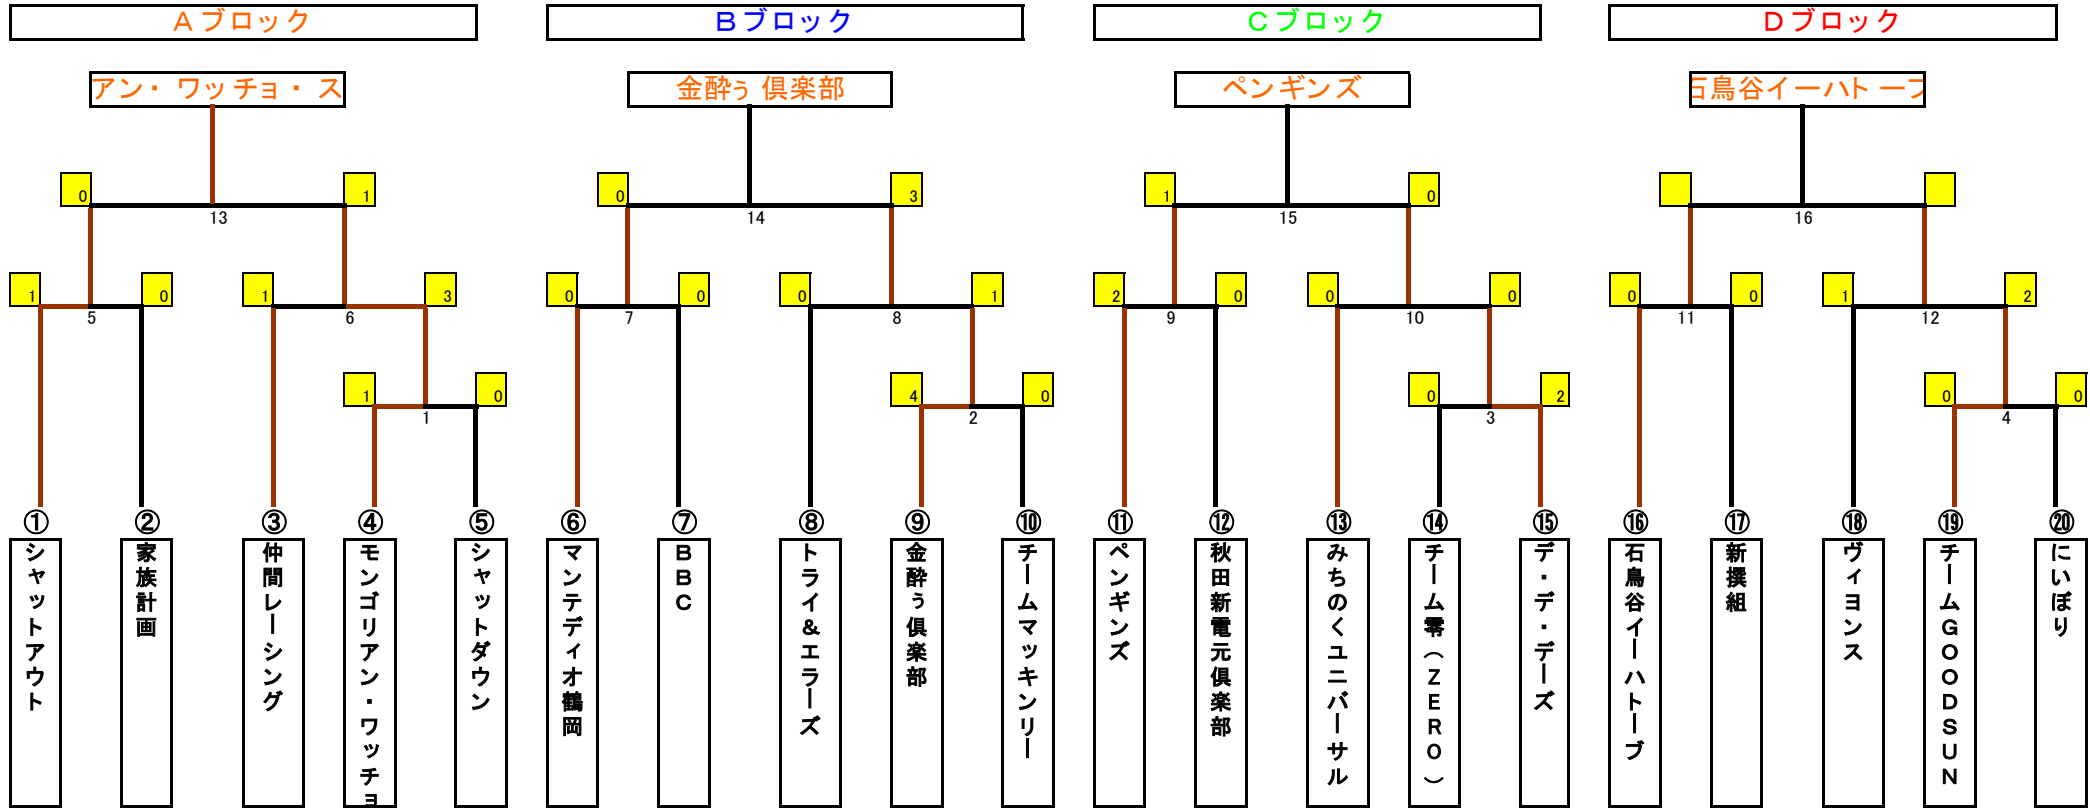 Aブロック
Bブロック
Cブロック
Dブロック
アン・ワッチョ・ス
金酔ぅ倶楽部
ペンギンズ
石鳥谷イーハトーブ
0 1 0 3 1 0
13 14 15 16
1 0 1 3 0 0 0 1 2 0 0 0 0 0 1 2
5 6 7 8 9 10 11 12
1 0 4 0 0 2 0 0
1 2 3 4
① ② ③ ④ ⑤ ⑥ ⑦ ⑧ ⑨ ⑩ ⑪ ⑫ ⑬ ⑭ ⑮ ⑯ ⑰ ⑱ ⑲ ⑳
シャットアウト
家族計画
仲間レーシング
モンゴリアン・ワッチョ
シャットダウン
マンテディオ鶴岡
BBC
トライ&エラーズ
金酔ぅ倶楽部
チームマッキンリー
ペンギンズ
秋田新電元倶楽部
みちのくユニバーサル
チーム零(ZERO)
デ・デ・デーズ
石鳥谷イーハトーブ
新撰組
ヴィヨンス
チームGOODSUN
にいぼり